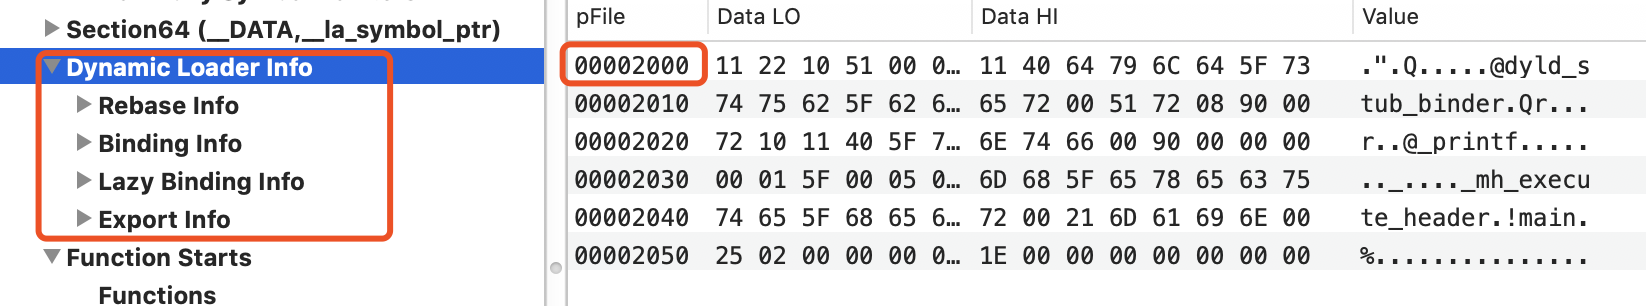 Section64 (__DATA,__la_symbol_ptr)
Dynamic Loader Info
Rebase Info
Binding Info
Lazy Binding Info
Export Info
Function Starts
Functions
pFile Data LO Data HI Value
00002000 11 22 10 51 00 0… 11 40 64 79 6C 64 5F 73 .".Q.....@dyld_s
00002010 74 75 62 5F 62 6… 65 72 00 51 72 08 90 00 tub_binder.Qr...
00002020 72 10 11 40 5F 7… 6E 74 66 00 90 00 00 00 r..@_printf.....
00002030 00 01 5F 00 05 0… 6D 68 5F 65 78 65 63 75 .._...._mh_execu
00002040 74 65 5F 68 65 6… 72 00 21 6D 61 69 6E 00 te_header.!main.
00002050 25 02 00 00 00 0… 1E 00 00 00 00 00 00 00 %...............